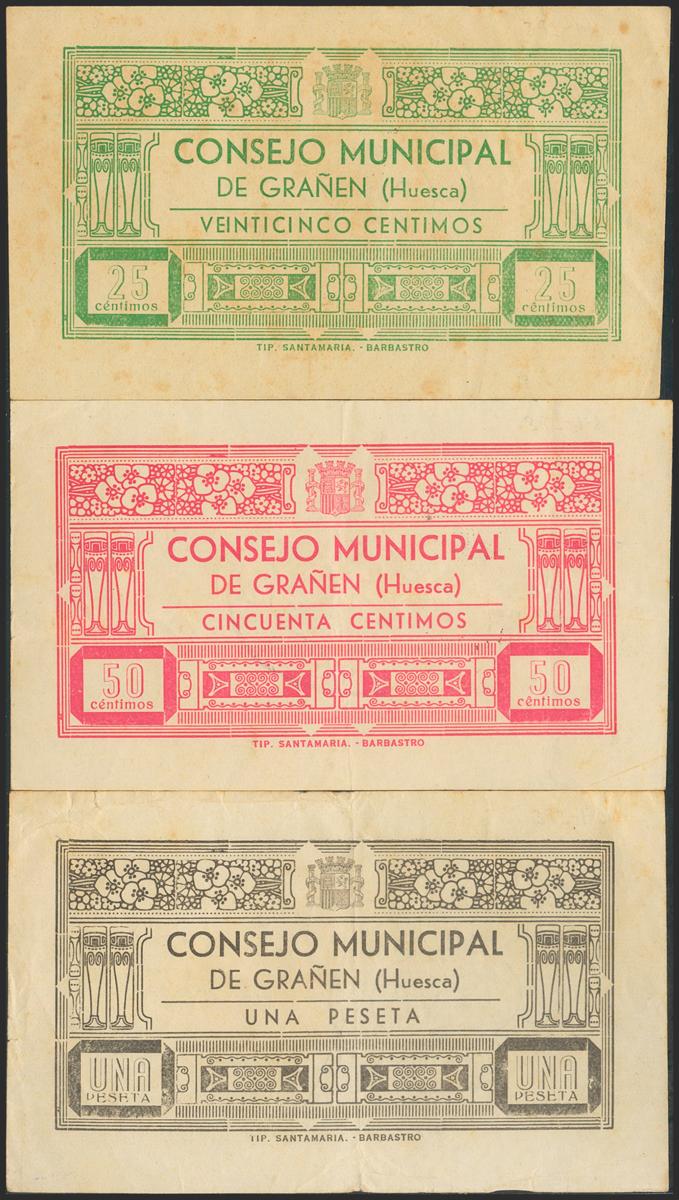 CONSEJO MUNICIPAL
DE GRAÑEN (Huesca)
VEINTICINCO CENTIMOS
25
céntimos
25
céntimos
TIP. SANTAMARIA. - BARBASTRO
CONSEJO MUNICIPAL
DE GRAÑEN (Huesca)
CINCUENTA CENTIMOS
50
céntimos
50
céntimos
TIP. SANTAMARIA. - BARBASTRO
CONSEJO MUNICIPAL
DE GRAÑEN (Huesca)
UNA PESETA
UNA
PESETA
UNA
PESETA
TIP. SANTAMARIA. - BARBASTRO